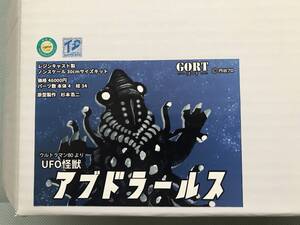 TD
GORT
レジンキャスト製
ノンスケール 30cmサイズキット
価格 46000円
パーツ数 本体4 板 34
原型製作 杉本浩二
ウルトラマン80 より
UFO怪獣
アブドラールス